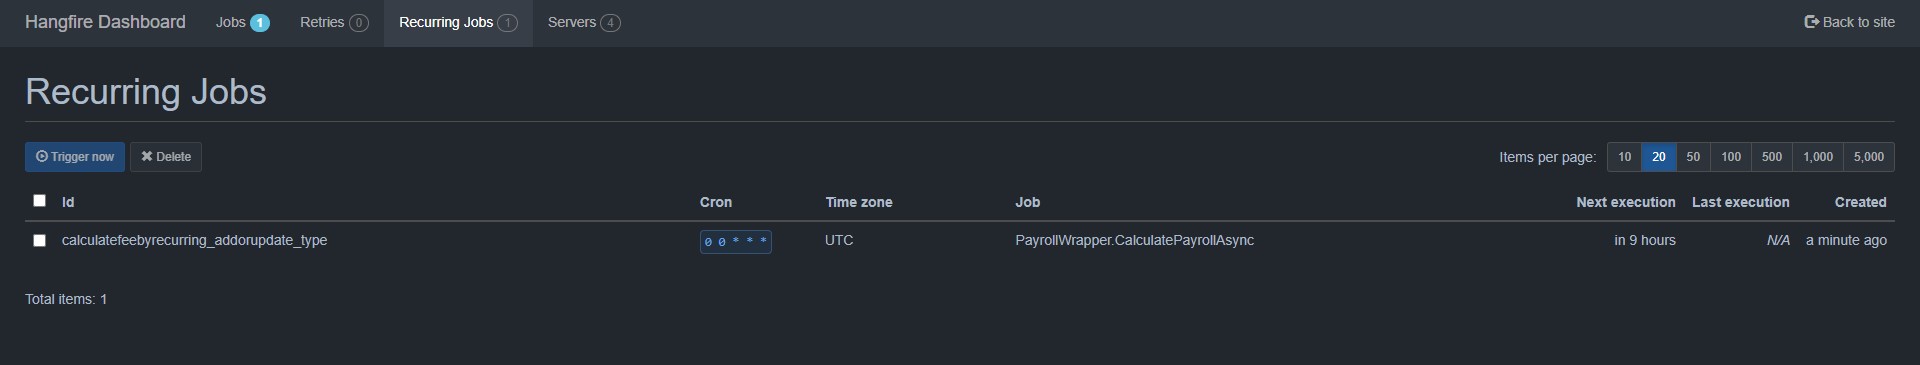 Hangfire Dashboard Jobs 1 Retries 0 Recurring Jobs 1 Servers 4 Back to site
Recurring Jobs
Trigger now Delete Items per page: 10 20 50 100 500 1,000 5,000
Id Cron Time zone Job Next execution Last execution Created
calculatefeebyrecurring_addorupdate_type 0 0 * * * UTC PayrollWrapper.CalculatePayrollAsync in 9 hours N/A a minute ago
Total items: 1